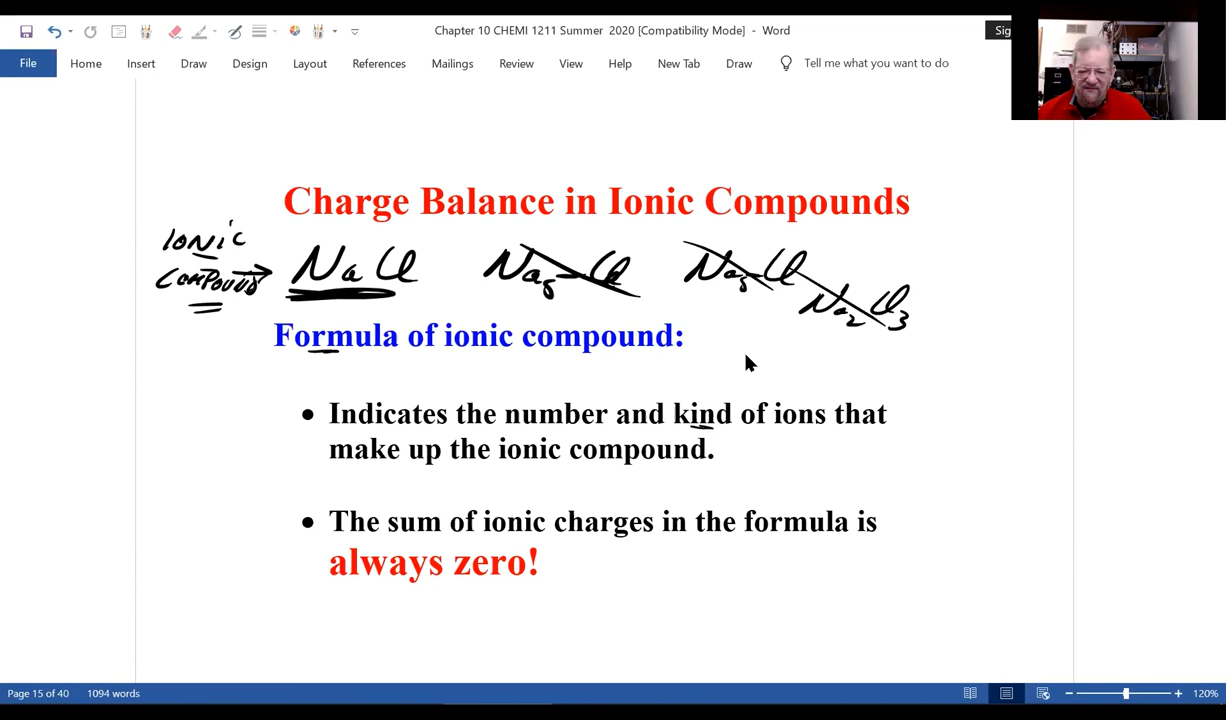 Chapter 10 CHEMI 1211 Summer 2020 [Compatibility Mode] - Word
Sig
File Home Insert Draw Design Layout References Mailings Review View Help New Tab Draw Tell me what you want to do
Charge Balance in Ionic Compounds
IONIC
COMPOUND → NaCl
Na₂Cl₃
Formula of ionic compound:
• Indicates the number and kind of ions that
make up the ionic compound.
• The sum of ionic charges in the formula is
always zero!
Page 15 of 40 1094 words 120%